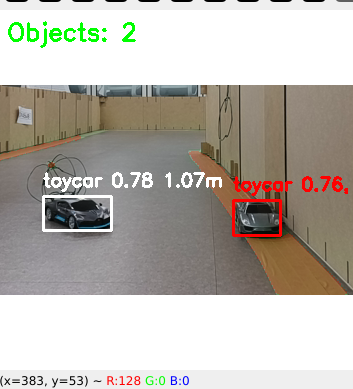 Objects: 2
toycar 0.78 1.07m
toycar 0.76,
(x=383, y=53) ~ R:128 G:0 B:0